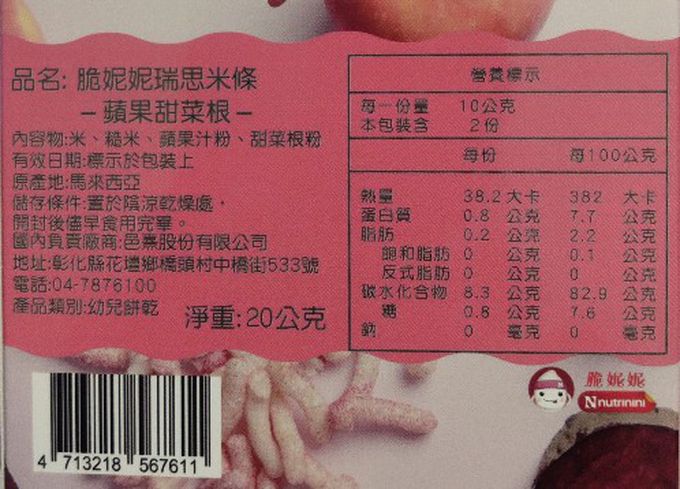 品名: 脆妮妮瑞思米條
－蘋果甜菜根－
內容物:米、糙米、蘋果汁粉、甜菜根粉
有效日期:標示於包裝上
原產地:馬來西亞
儲存條件:置於陰涼乾燥處，
開封後儘早食用完畢。
國內負責廠商:邑泰股份有限公司
地址:彰化縣花壇鄉橋頭村中橋街533號
電話:04-7876100
產品類別:幼兒餅乾
淨重:20公克
營養標示
每一份量 10公克
本包裝含 2份
每份 每100公克
熱量 38.2 大卡 382 大卡
蛋白質 0.8 公克 7.7 公克
脂肪 0.2 公克 2.2 公克
飽和脂肪 0 公克 0.1 公克
反式脂肪 0 公克 0 公克
碳水化合物 8.3 公克 82.9 公克
糖 0.8 公克 7.6 公克
鈉 0 毫克 0 毫克
脆妮妮
N nutrinini
4 713218 567611